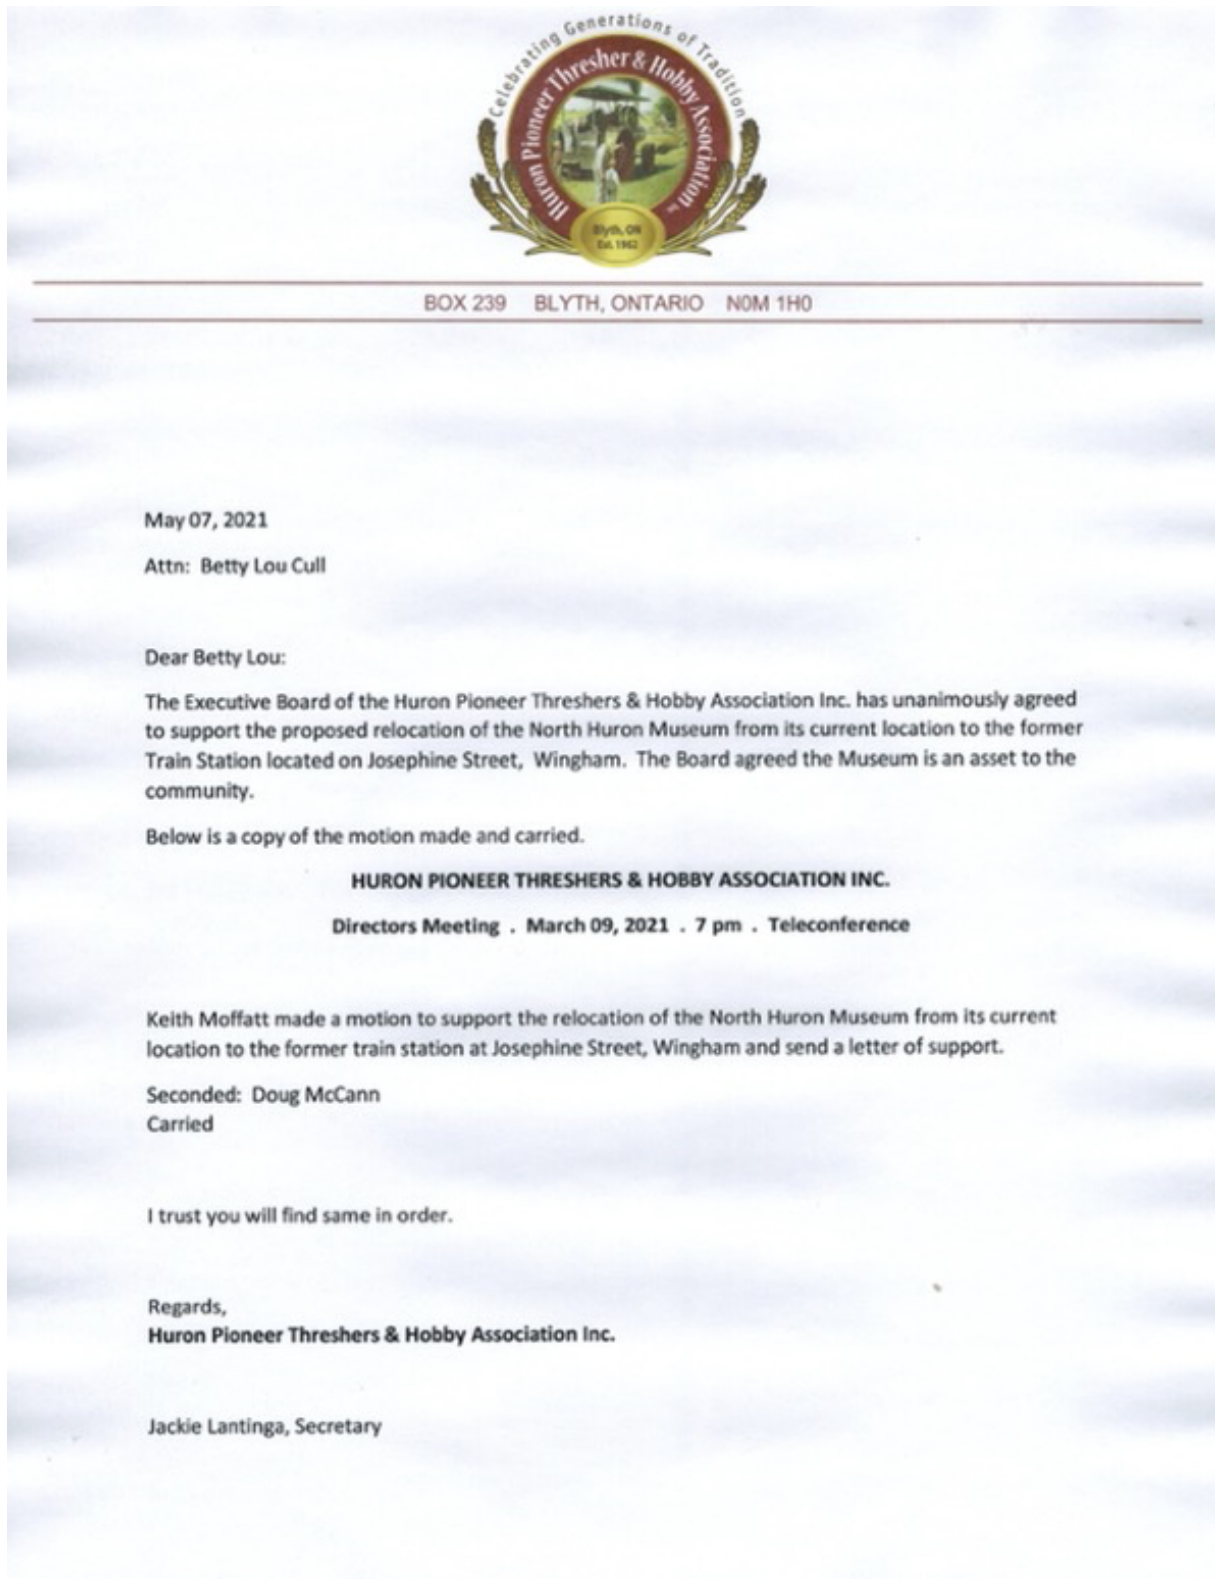 Celebrating Generations of Tradition
Huron Pioneer Thresher & Hobby Association Inc
Blyth, ON
Est. 1962
BOX 239 BLYTH, ONTARIO N0M 1H0
May 07, 2021
Attn: Betty Lou Cull
Dear Betty Lou:
The Executive Board of the Huron Pioneer Threshers & Hobby Association Inc. has unanimously agreed
to support the proposed relocation of the North Huron Museum from its current location to the former
Train Station located on Josephine Street, Wingham. The Board agreed the Museum is an asset to the
community.
Below is a copy of the motion made and carried.
HURON PIONEER THRESHERS & HOBBY ASSOCIATION INC.
Directors Meeting . March 09, 2021 . 7 pm . Teleconference
Keith Moffatt made a motion to support the relocation of the North Huron Museum from its current
location to the former train station at Josephine Street, Wingham and send a letter of support.
Seconded: Doug McCann
Carried
I trust you will find same in order.
Regards,
Huron Pioneer Threshers & Hobby Association Inc.
Jackie Lantinga, Secretary